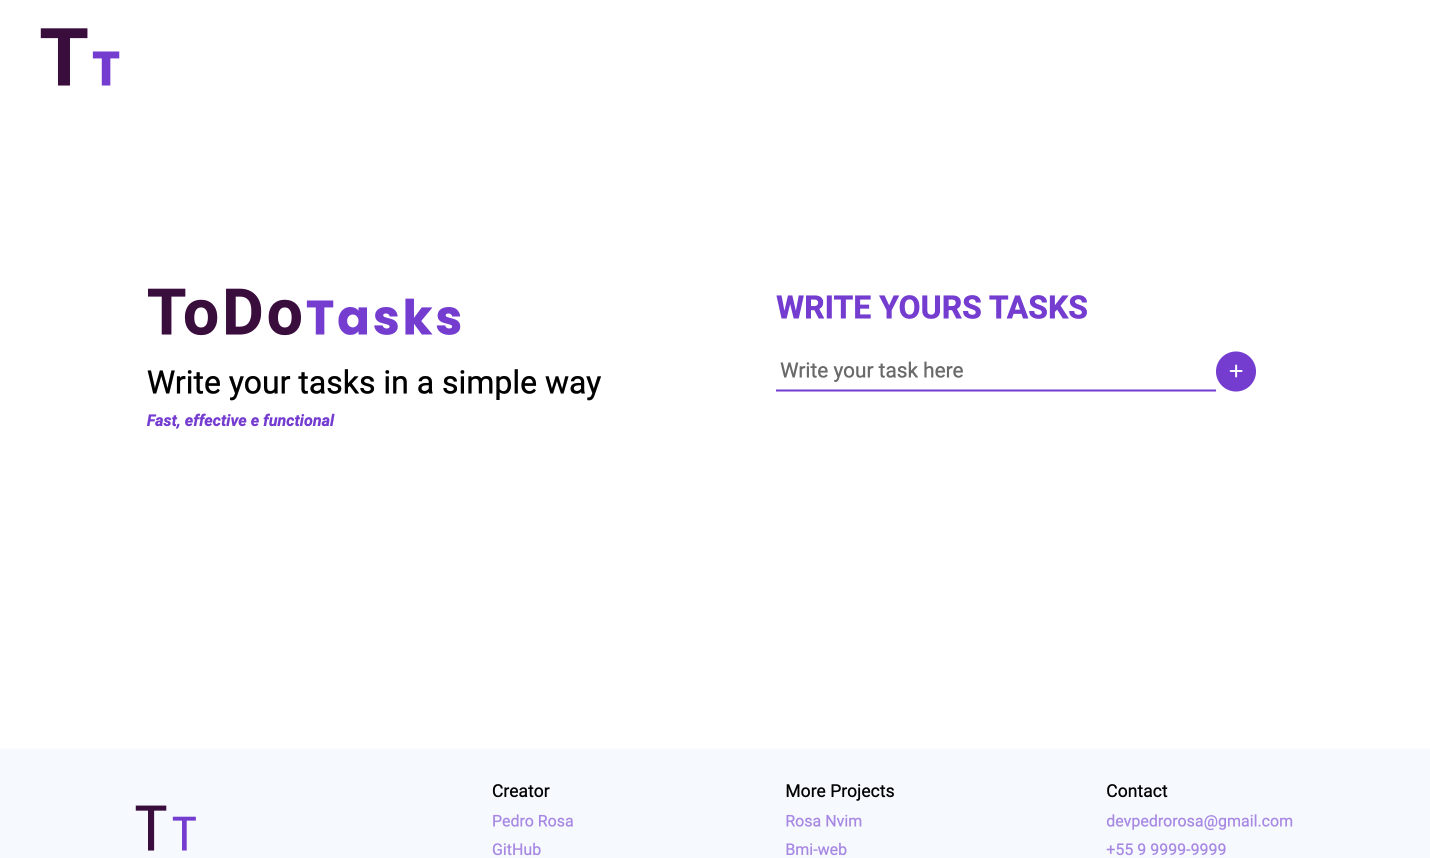 TT
ToDoTasks
Write your tasks in a simple way
Fast, effective e functional
WRITE YOURS TASKS
Write your task here
+
TT
Creator
Pedro Rosa
GitHub
More Projects
Rosa Nvim
Bmi-web
Contact
devpedrorosa@gmail.com
+55 9 9999-9999